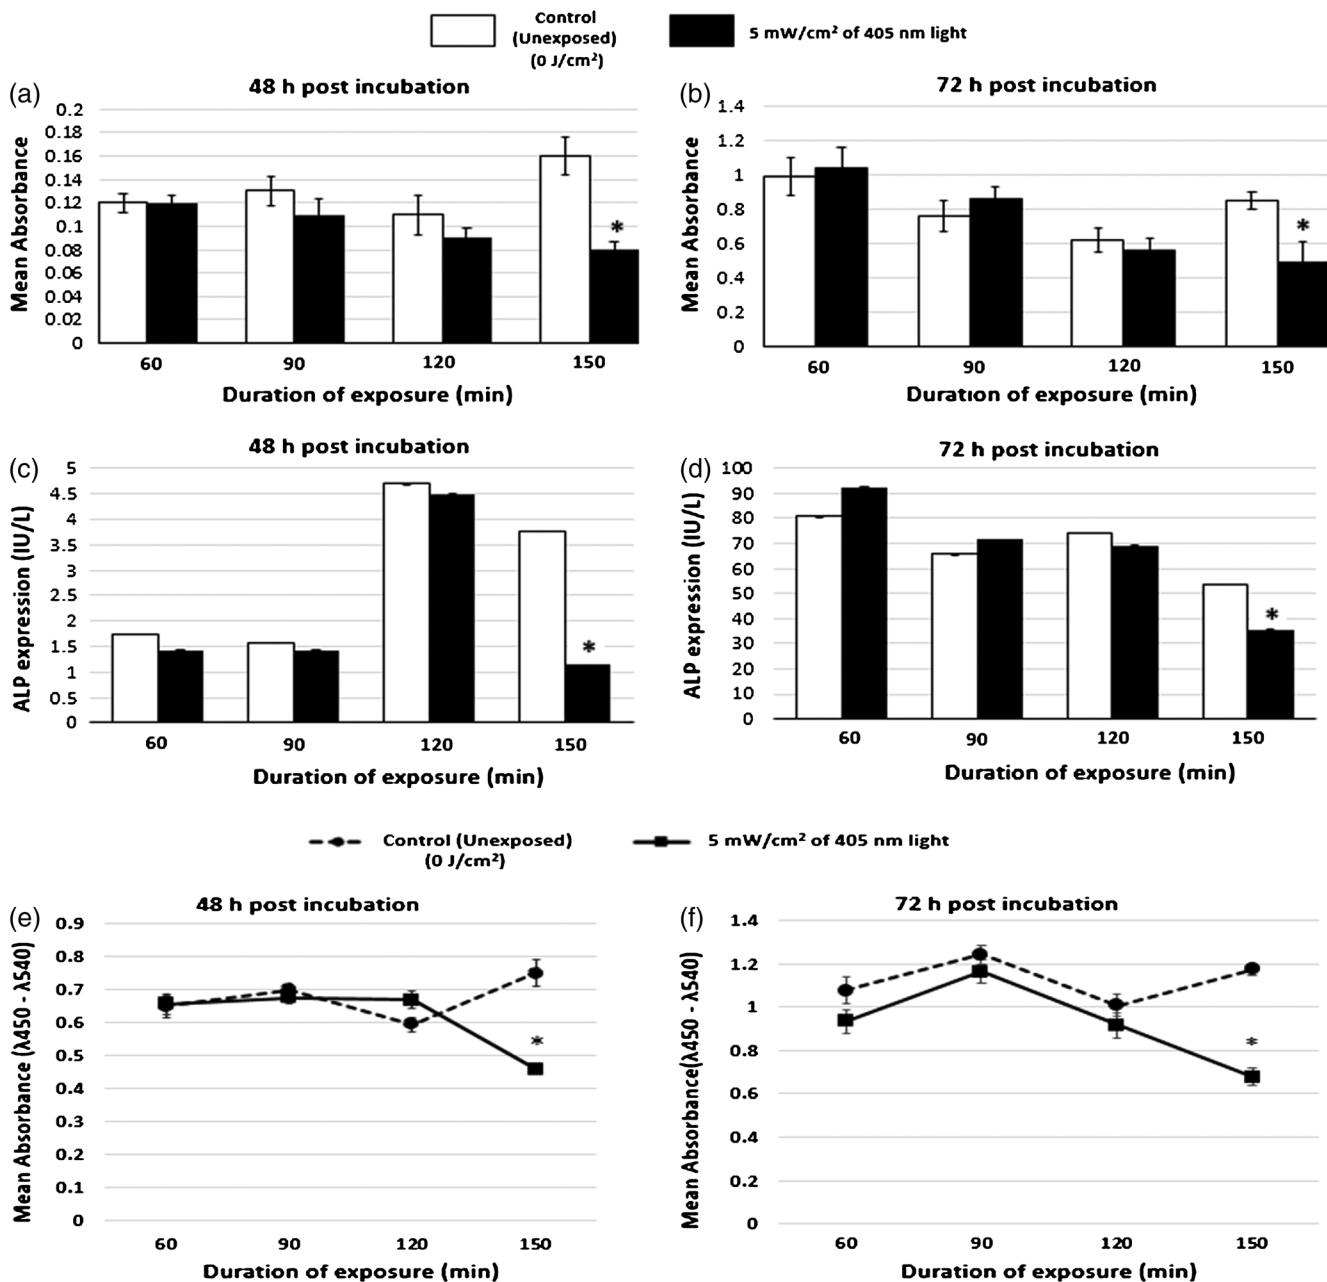 Control
(Unexposed)
(0 J/cm²)
5 mW/cm² of 405 nm light
(a)
48 h post incubation
Mean Absorbance
0.2
0.18
0.16
0.14
0.12
0.1
0.08
0.06
0.04
0.02
0
*
60 90 120 150
Duration of exposure (min)
(b)
72 h post incubation
Mean Absorbance
1.4
1.2
1
0.8
0.6
0.4
0.2
0
*
60 90 120 150
Duration of exposure (min)
(c)
48 h post incubation
ALP expression (IU/L)
5
4.5
4
3.5
3
2.5
2
1.5
1
0.5
0
*
60 90 120 150
Duration of exposure (min)
(d)
72 h post incubation
ALP expression (IU/L)
100
90
80
70
60
50
40
30
20
10
0
*
60 90 120 150
Duration of exposure (min)
Control (Unexposed)
(0 J/cm²)
5 mW/cm² of 405 nm light
(e)
48 h post incubation
Mean Absorbance (λ450 - λ540)
0.9
0.8
0.7
0.6
0.5
0.4
0.3
0.2
0.1
0
*
60 90 120 150
Duration of exposure (min)
(f)
72 h post incubation
Mean Absorbance(λ450 - λ540)
1.4
1.2
1
0.8
0.6
0.4
0.2
0
*
60 90 120 150
Duration of exposure (min)